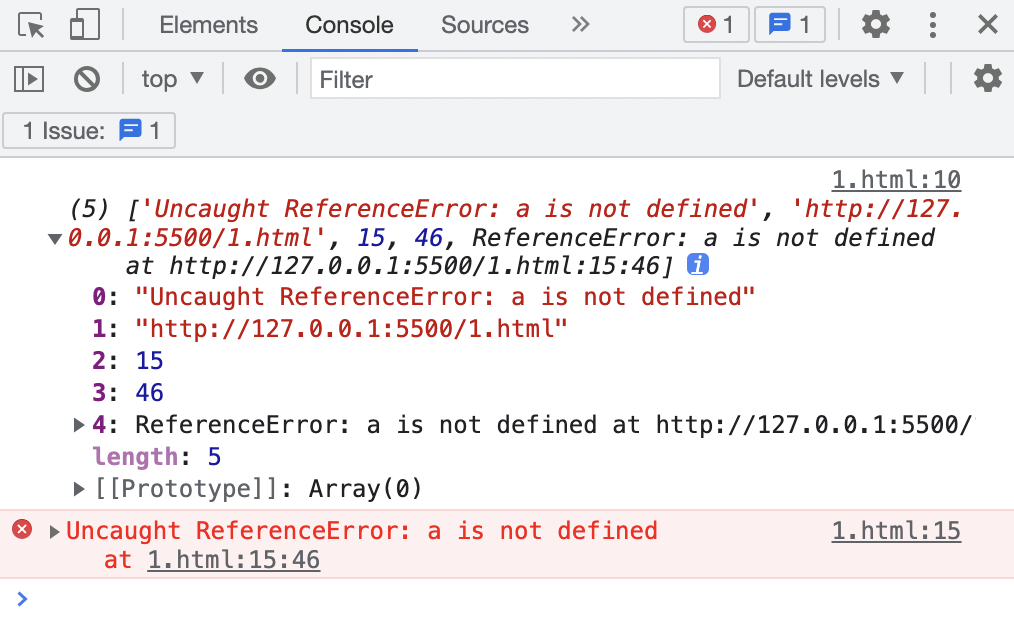 Elements Console Sources 1 1
top Filter Default levels
1 Issue: 1
1.html:10
(5) ['Uncaught ReferenceError: a is not defined', 'http://127.
0.0.1:5500/1.html', 15, 46, ReferenceError: a is not defined
at http://127.0.0.1:5500/1.html:15:46] i
0: "Uncaught ReferenceError: a is not defined"
1: "http://127.0.0.1:5500/1.html"
2: 15
3: 46
4: ReferenceError: a is not defined at http://127.0.0.1:5500/
length: 5
[[Prototype]]: Array(0)
Uncaught ReferenceError: a is not defined 1.html:15
at 1.html:15:46